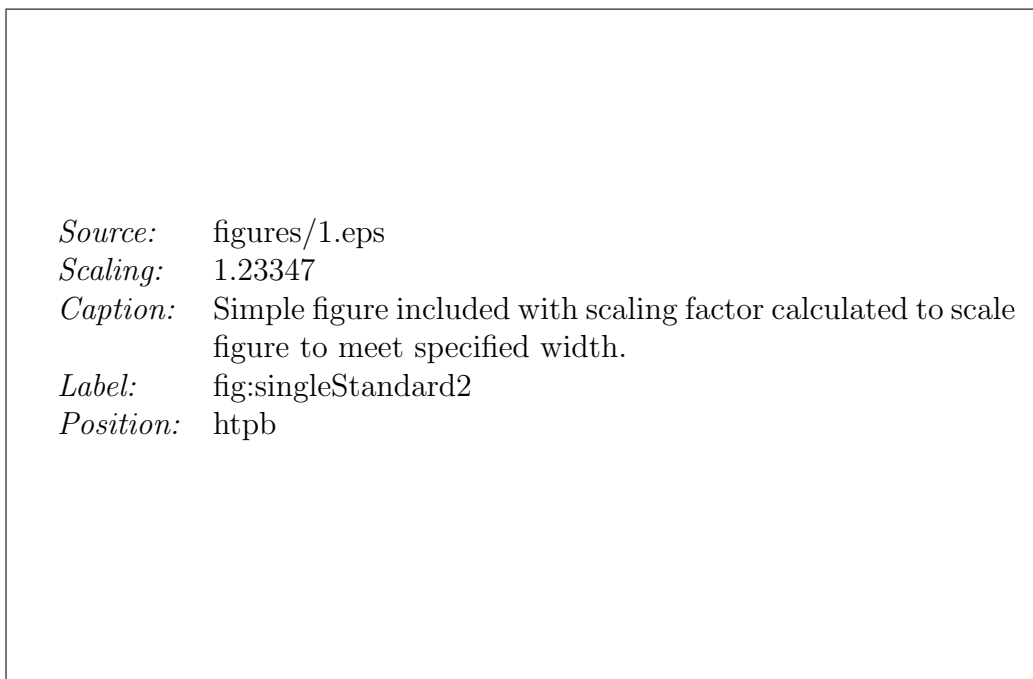 Source: figures/1.eps
Scaling: 1.23347
Caption: Simple figure included with scaling factor calculated to scale
figure to meet specified width.
Label: fig:singleStandard2
Position: htpb